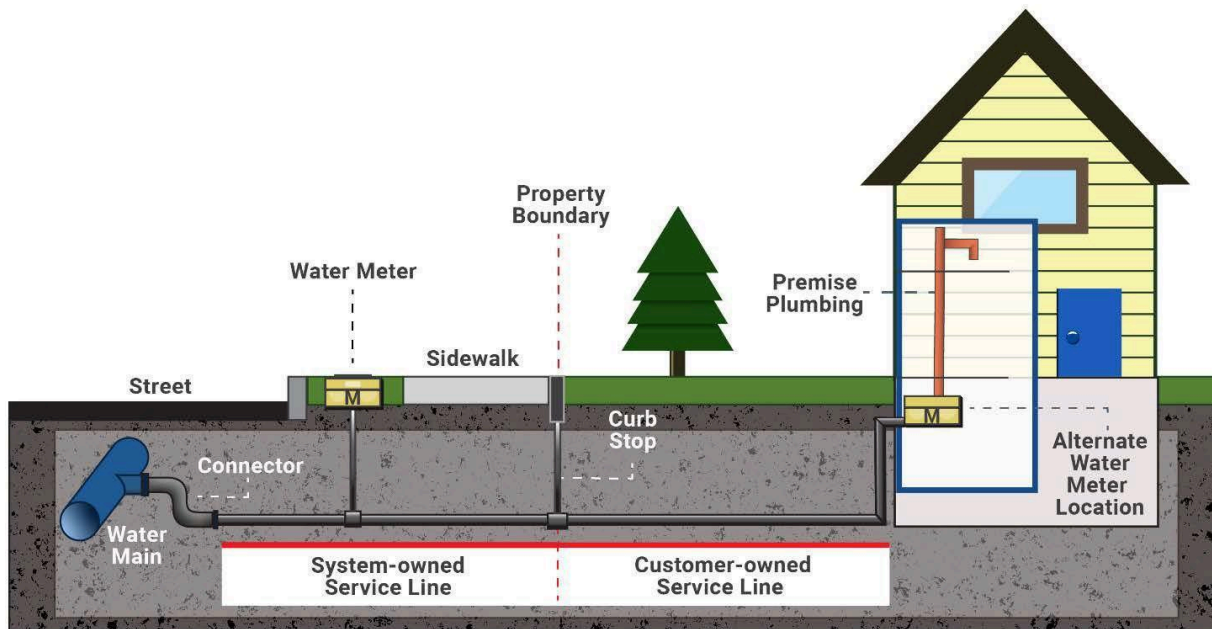 Property
Boundary
Water Meter
Premise
Plumbing
Sidewalk
Street
M
M
Curb
Stop
Connector
Alternate
Water
Meter
Location
Water
Main
System-owned
Service Line
Customer-owned
Service Line